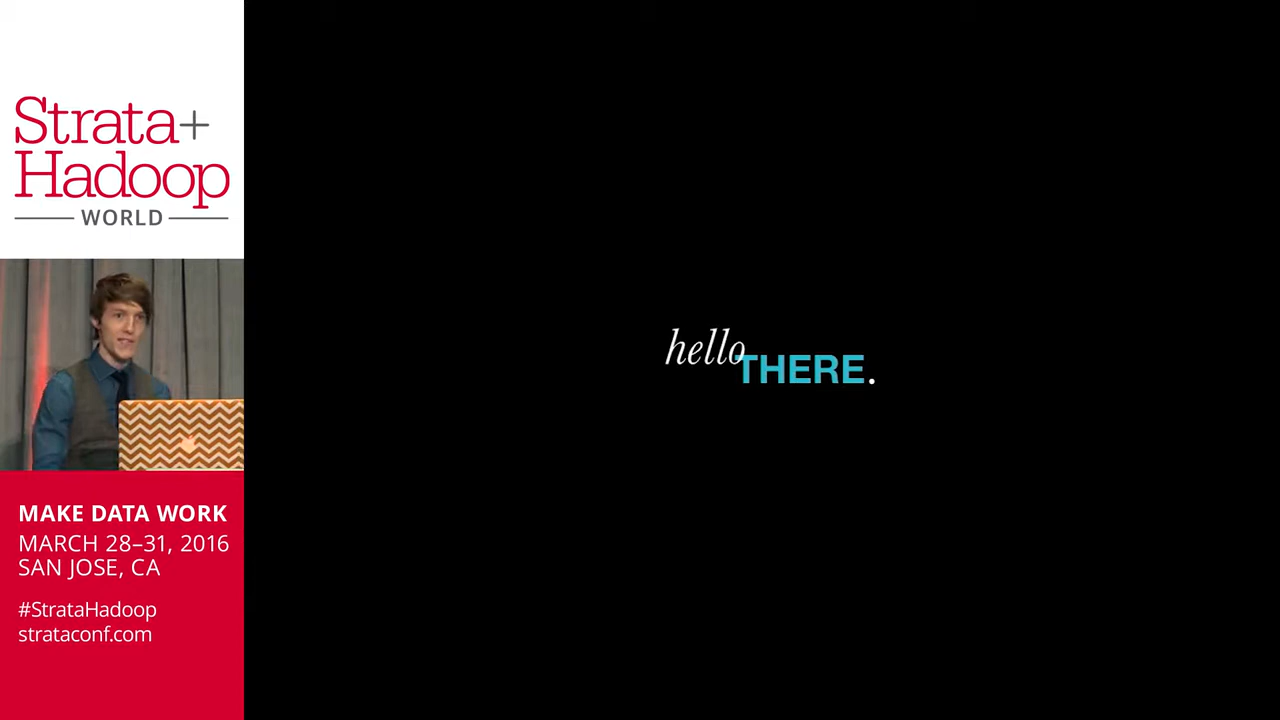 Strata+
Hadoop
WORLD
MAKE DATA WORK
MARCH 28–31, 2016
SAN JOSE, CA
#StrataHadoop
strataconf.com
hello THERE.